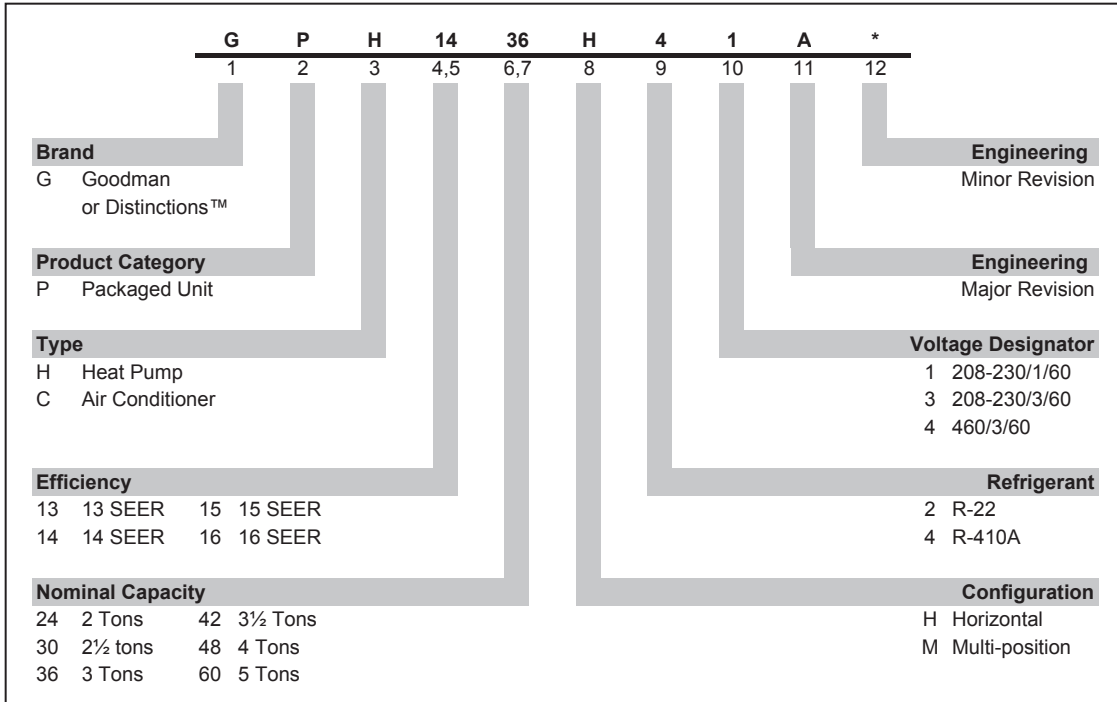 G P H 14 36 H 4 1 A *
1 2 3 4,5 6,7 8 9 10 11 12
Brand
G Goodman
or Distinctions™
Product Category
P Packaged Unit
Type
H Heat Pump
C Air Conditioner
Efficiency
13 13 SEER 15 15 SEER
14 14 SEER 16 16 SEER
Nominal Capacity
24 2 Tons 42 3½ Tons
30 2½ tons 48 4 Tons
36 3 Tons 60 5 Tons
Engineering
Minor Revision
Engineering
Major Revision
Voltage Designator
1 208-230/1/60
3 208-230/3/60
4 460/3/60
Refrigerant
2 R-22
4 R-410A
Configuration
H Horizontal
M Multi-position